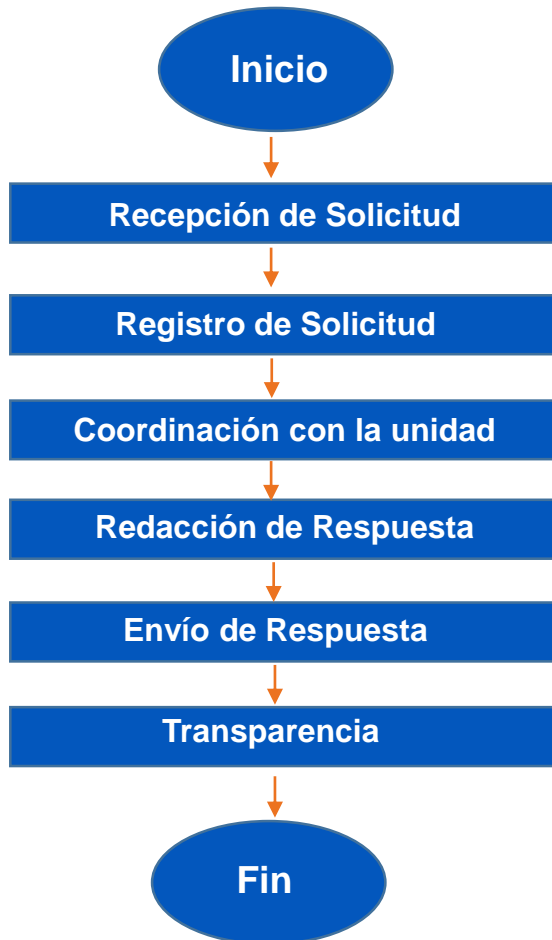 Inicio
Recepción de Solicitud
Registro de Solicitud
Coordinación con la unidad
Redacción de Respuesta
Envío de Respuesta
Transparencia
Fin